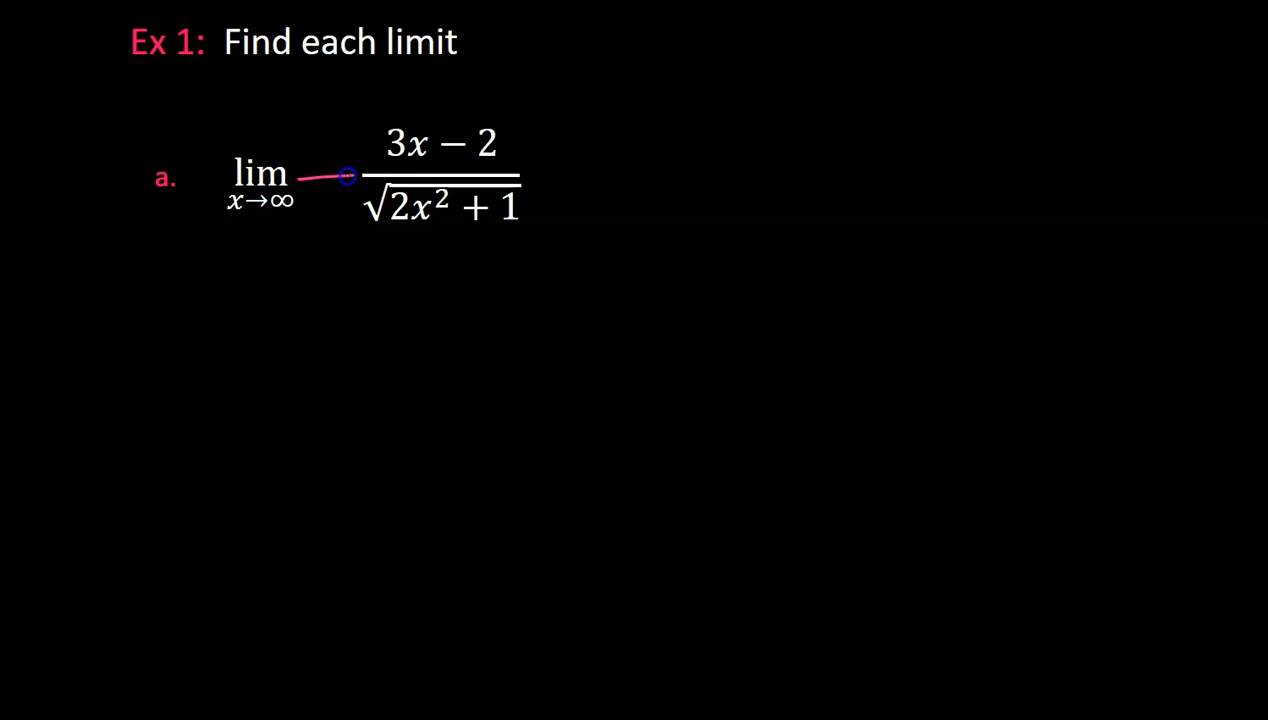 Ex 1: Find each limit
a. lim x→∞ (3x − 2) / √(2x² + 1)